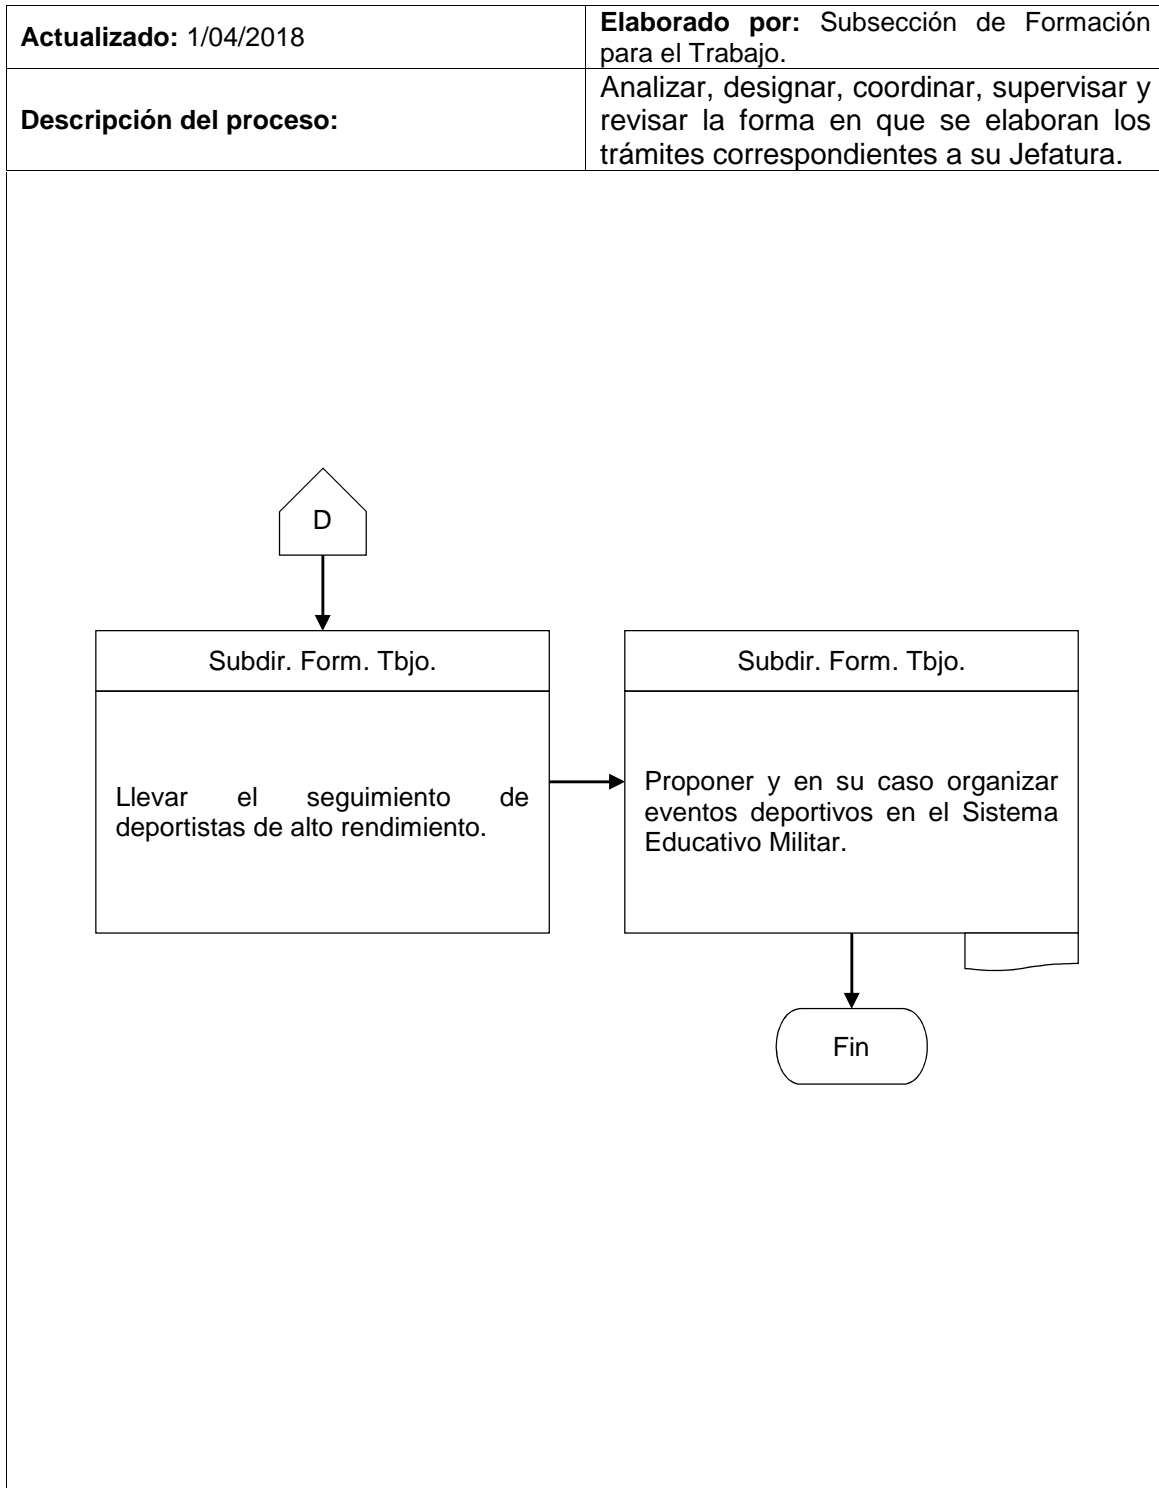 Actualizado: 1/04/2018
Elaborado por: Subsección de Formación
para el Trabajo.
Descripción del proceso:
Analizar, designar, coordinar, supervisar y
revisar la forma en que se elaboran los
trámites correspondientes a su Jefatura.
D
Subdir. Form. Tbjo.
Llevar el seguimiento de
deportistas de alto rendimiento.
Subdir. Form. Tbjo.
Proponer y en su caso organizar
eventos deportivos en el Sistema
Educativo Militar.
Fin